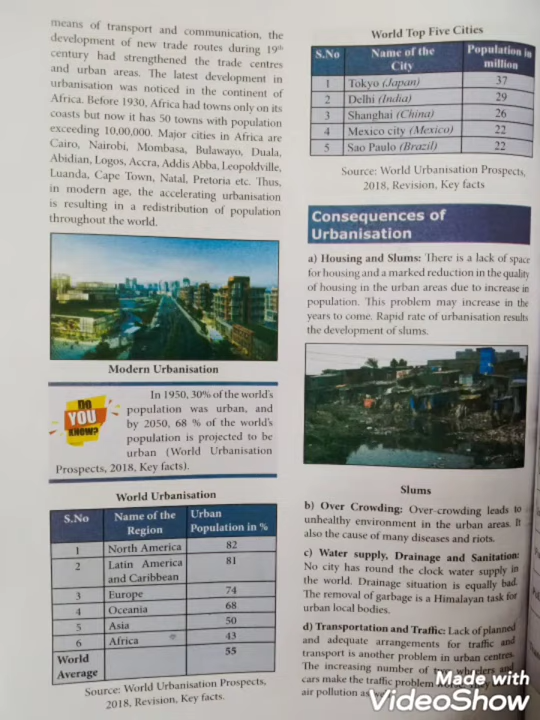 means of transport and communication, the
development of new trade routes during 19th
century had strengthened the trade centres
and urban areas. The latest development in
urbanisation was noticed in the continent of
Africa. Before 1930, Africa had towns only on its
coasts but now it has 50 towns with population
exceeding 10,00,000. Major cities in Africa are
Cairo, Nairobi, Mombasa, Bulawayo, Duala,
Abidian, Logos, Accra, Addis Abba, Leopoldville,
Luanda, Cape Town, Natal, Pretoria etc. Thus,
in modern age, the accelerating urbanisation
is resulting in a redistribution of population
throughout the world.
Modern Urbanisation
DO
YOU
KNOW?
In 1950, 30% of the world's
population was urban, and
by 2050, 68 % of the world's
population is projected to be
urban (World Urbanisation
Prospects, 2018, Key facts).
World Urbanisation
S.No Name of the Region Urban Population in %
1 North America 82
2 Latin America and Caribbean 81
3 Europe 74
4 Oceania 68
5 Asia 50
6 Africa 43
World Average 55
Source: World Urbanisation Prospects,
2018, Revision, Key facts.
World Top Five Cities
S.No Name of the City Population in million
1 Tokyo (Japan) 37
2 Delhi (India) 29
3 Shanghai (China) 26
4 Mexico city (Mexico) 22
5 Sao Paulo (Brazil) 22
Source: World Urbanisation Prospects,
2018, Revision, Key facts
Consequences of
Urbanisation
a) Housing and Slums: There is a lack of space
for housing and a marked reduction in the quality
of housing in the urban areas due to increase in
population. This problem may increase in the
years to come. Rapid rate of urbanisation results
the development of slums.
Slums
b) Over Crowding: Over-crowding leads to
unhealthy environment in the urban areas. It
also the cause of many diseases and riots.
c) Water supply, Drainage and Sanitation:
No city has round the clock water supply in
the world. Drainage situation is equally bad.
The removal of garbage is a Himalayan task for
urban local bodies.
d) Transportation and Traffic: Lack of planned
and adequate arrangements for traffic and
transport is another problem in urban centres.
The increasing number of two wheelers and
cars make the traffic problem
air pollution as
Made with
VideoShow